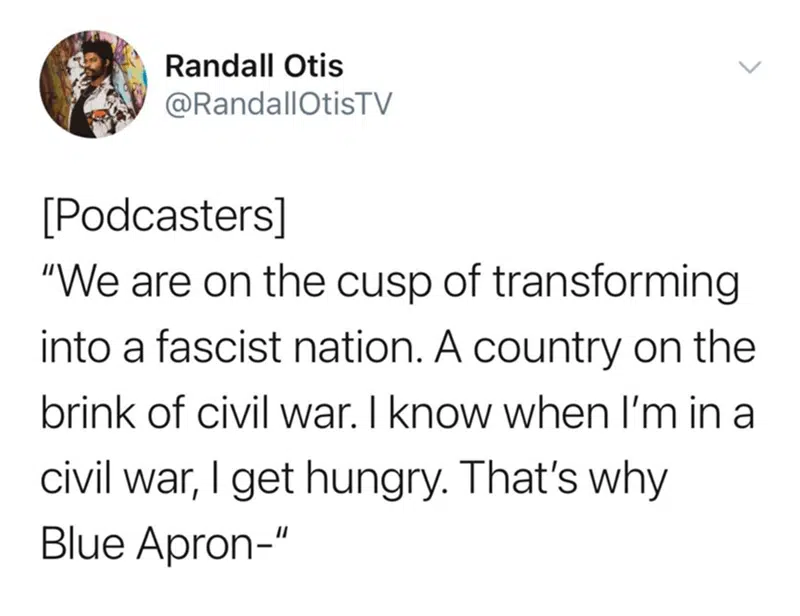 Randall Otis
@RandallOtisTV
[Podcasters]
"We are on the cusp of transforming
into a fascist nation. A country on the
brink of civil war. I know when I'm in a
civil war, I get hungry. That's why
Blue Apron-"